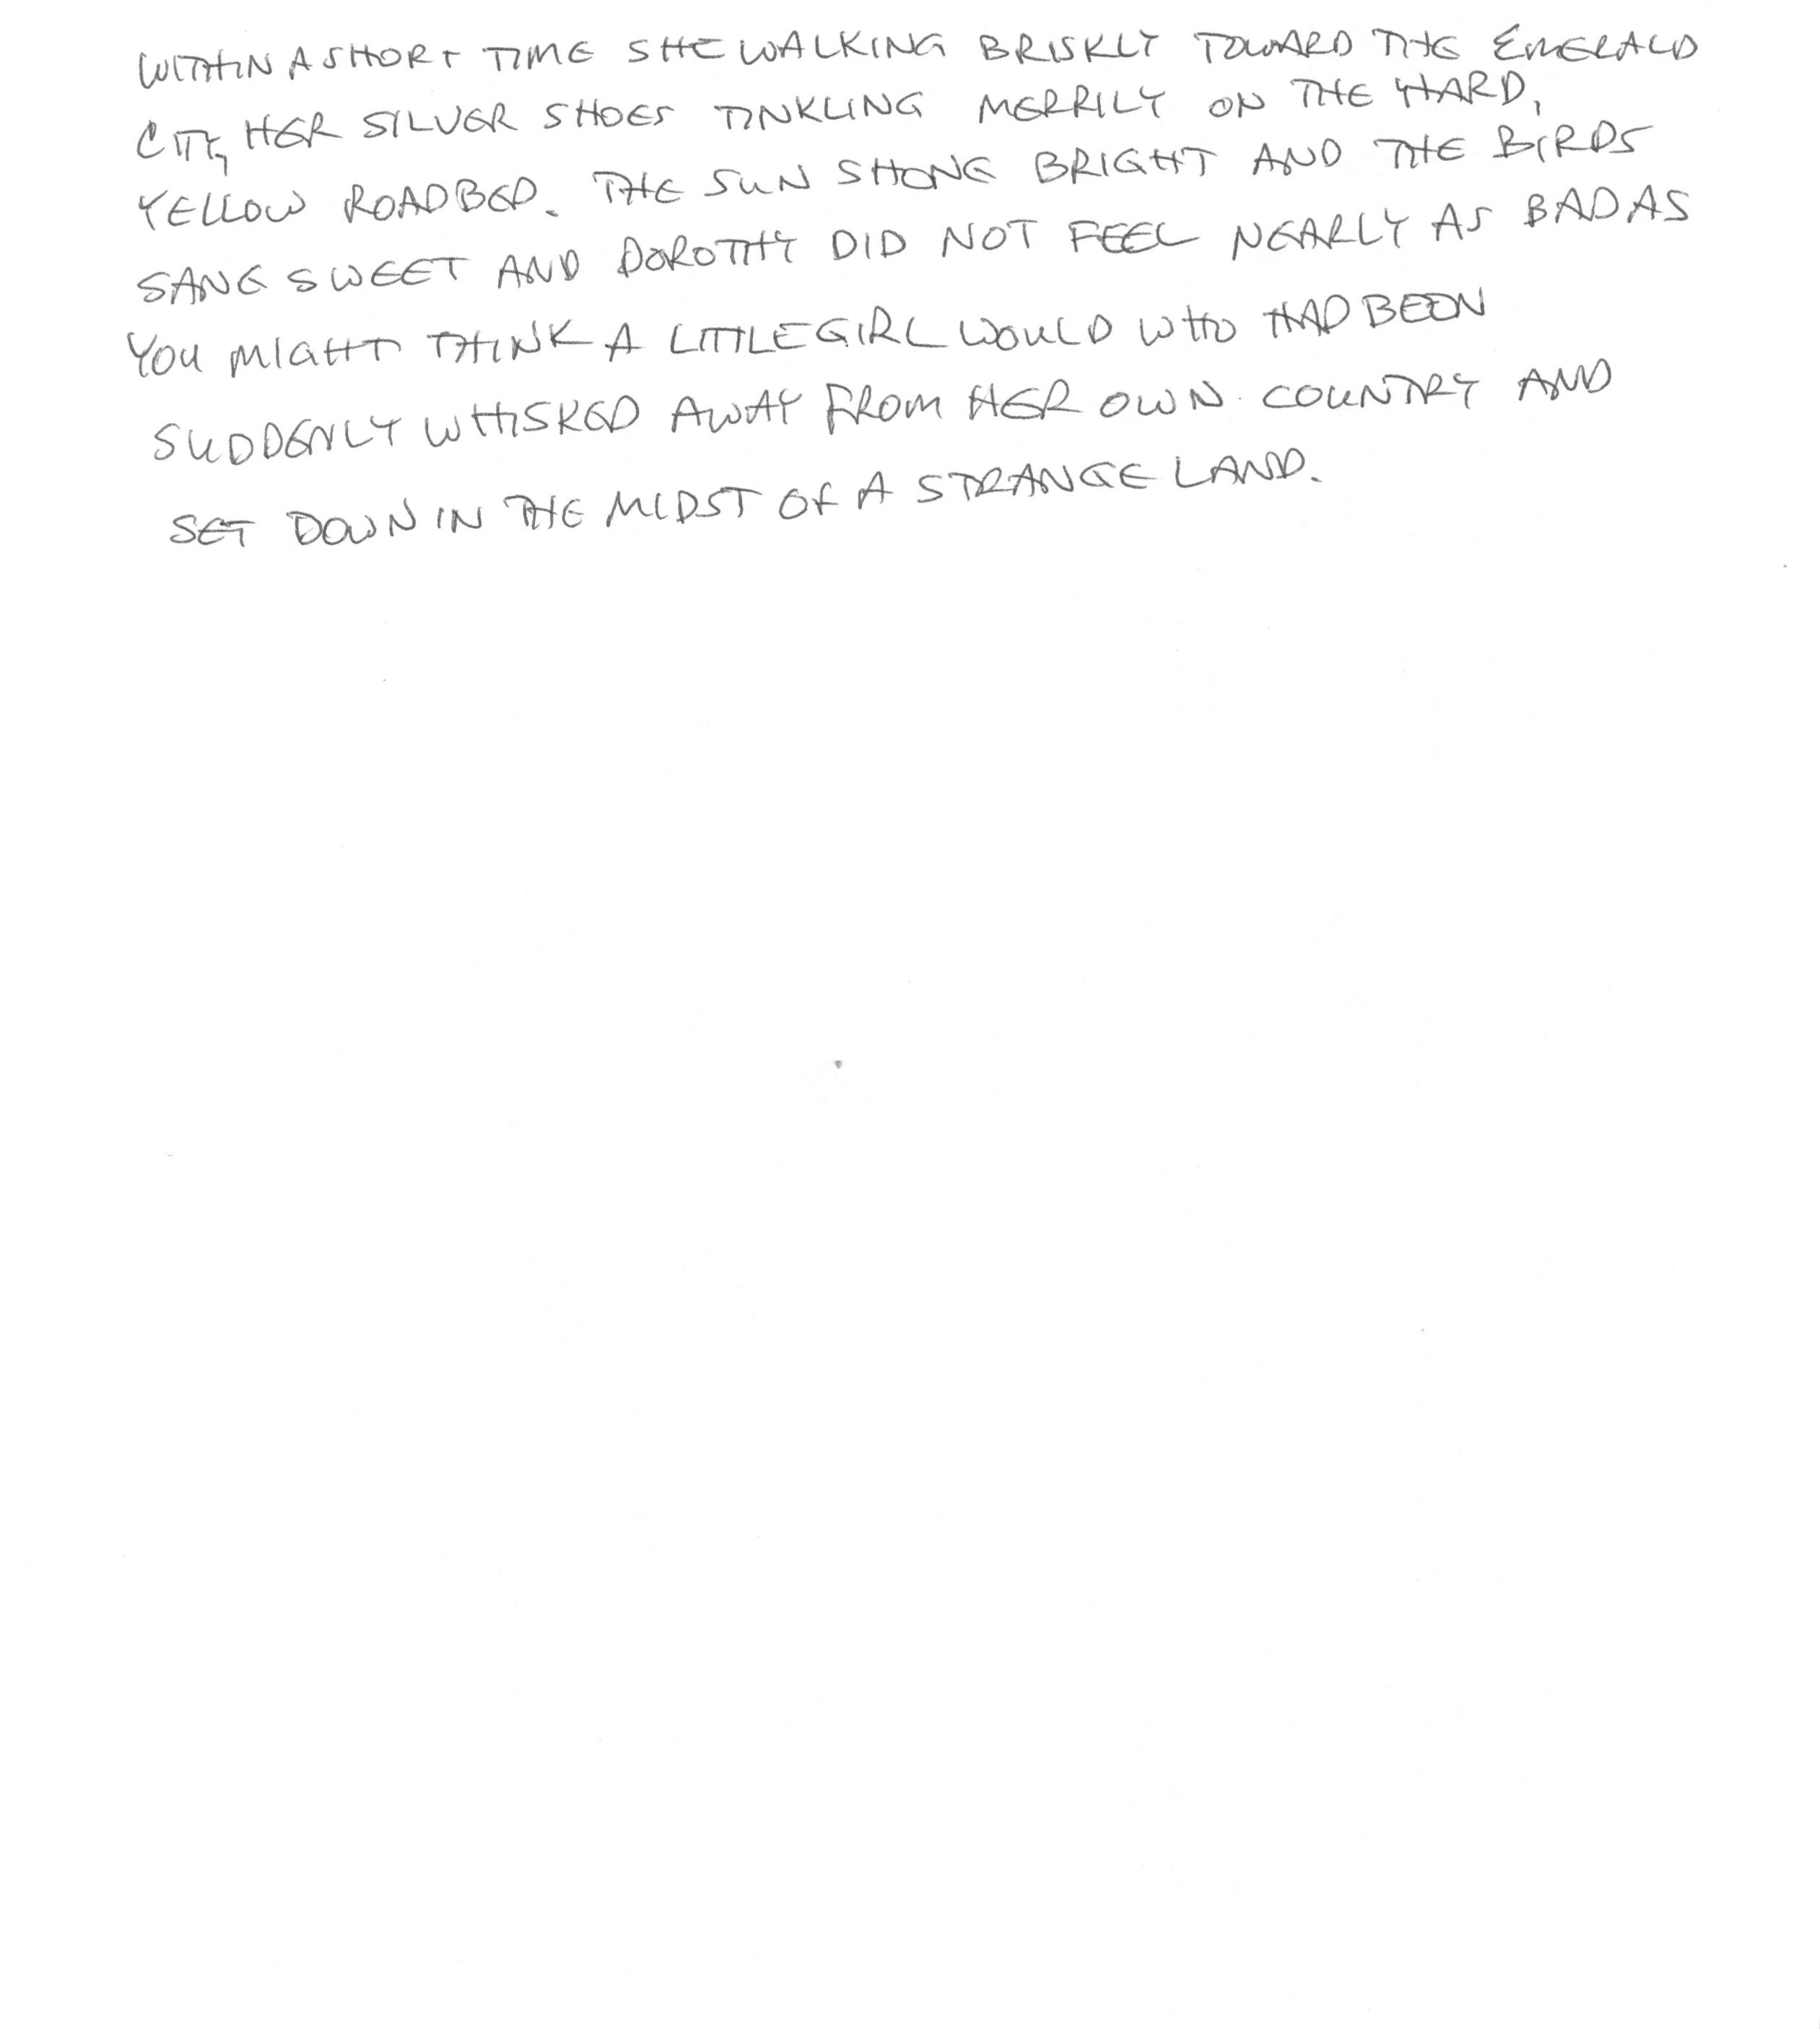 WITHIN A SHORT TIME SHE WALKING BRISKLY TOWARD THE EMERALD
CITY, HER SILVER SHOES TINKLING MERRILY ON THE HARD,
YELLOW ROADBED. THE SUN SHONE BRIGHT AND THE BIRDS
SANG SWEET AND DOROTHY DID NOT FEEL NEARLY AS BAD AS
YOU MIGHT THINK A LITTLE GIRL WOULD WHO HAD BEEN
SUDDENLY WHISKED AWAY FROM HER OWN COUNTRY AND
SET DOWN IN THE MIDST OF A STRANGE LAND.